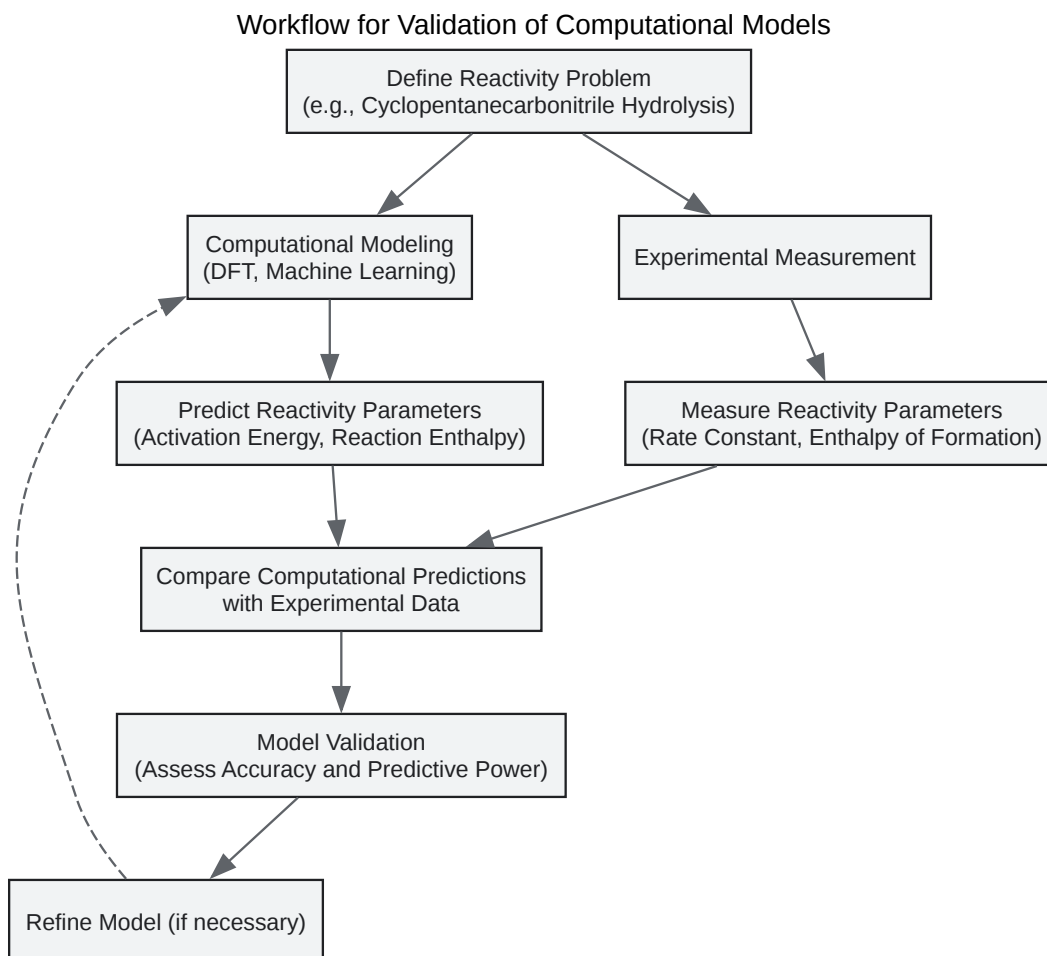 Workflow for Validation of Computational Models
Define Reactivity Problem
(e.g., Cyclopentanecarbonitrile Hydrolysis)
Computational Modeling
(DFT, Machine Learning)
Experimental Measurement
Predict Reactivity Parameters
(Activation Energy, Reaction Enthalpy)
Measure Reactivity Parameters
(Rate Constant, Enthalpy of Formation)
Compare Computational Predictions
with Experimental Data
Model Validation
(Assess Accuracy and Predictive Power)
Refine Model (if necessary)